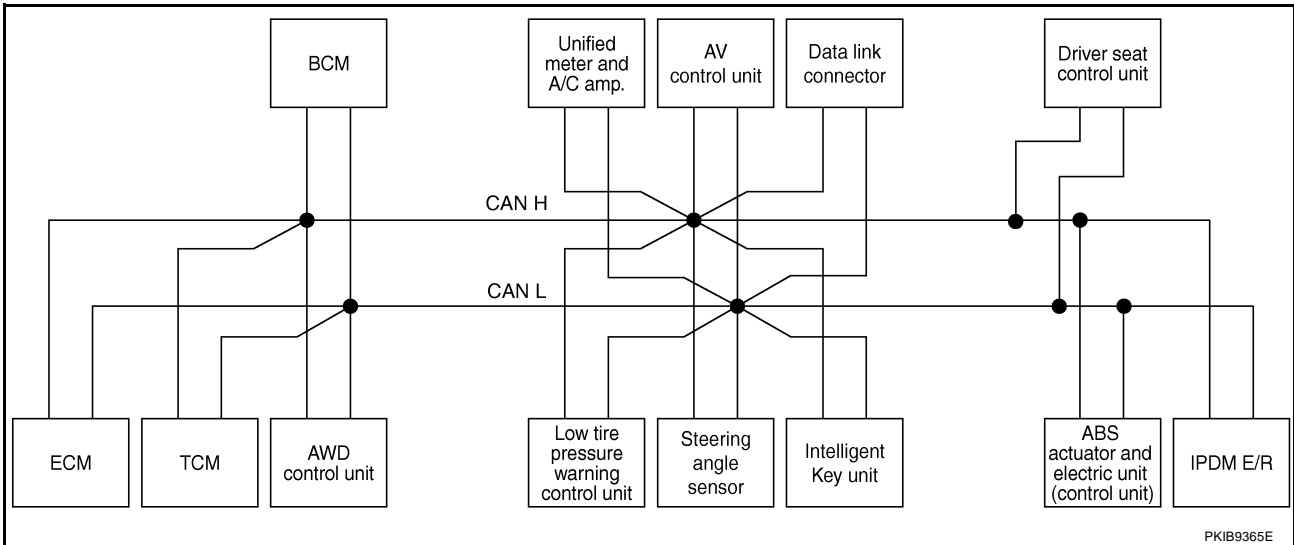 BCM
Unified
meter and
A/C amp.
AV
control unit
Data link
connector
Driver seat
control unit
CAN H
CAN L
ECM
TCM
AWD
control unit
Low tire
pressure
warning
control unit
Steering
angle
sensor
Intelligent
Key unit
ABS
actuator and
electric unit
(control unit)
IPDM E/R
PKIB9365E